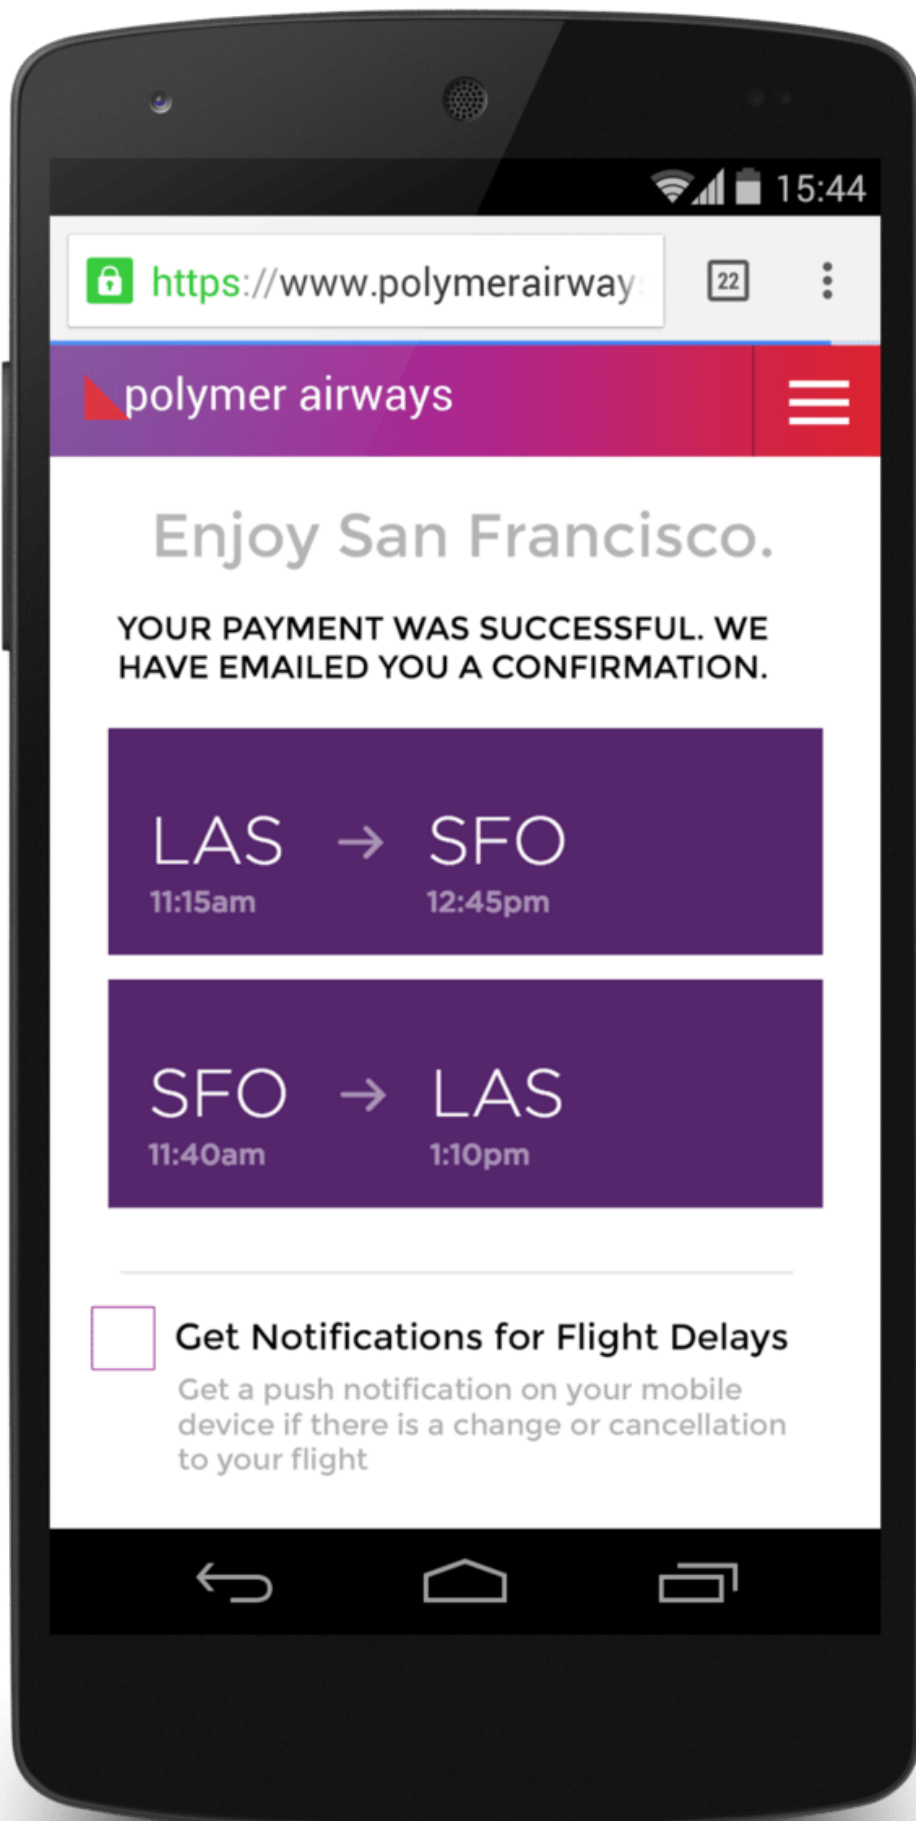 15:44
https://www.polymerairways
22
polymer airways
Enjoy San Francisco.
YOUR PAYMENT WAS SUCCESSFUL. WE
HAVE EMAILED YOU A CONFIRMATION.
LAS → SFO
11:15am 12:45pm
SFO → LAS
11:40am 1:10pm
Get Notifications for Flight Delays
Get a push notification on your mobile
device if there is a change or cancellation
to your flight